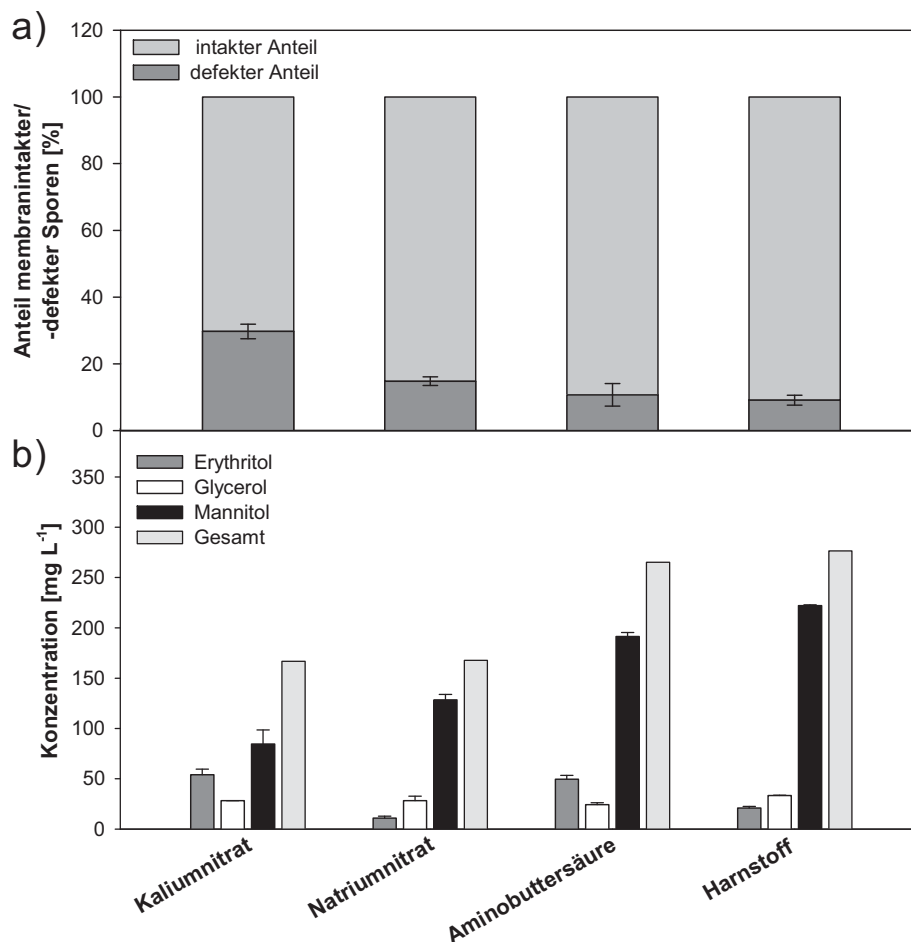 a)
120
100
80
60
40
20
0
Anteil membranintakter/
-defekter Sporen [%]
intakter Anteil
defekter Anteil
b)
350
300
250
200
150
100
50
0
Konzentration [mg L⁻¹]
Erythritol
Glycerol
Mannitol
Gesamt
Kaliumnitrat
Natriumnitrat
Aminobuttersäure
Harnstoff